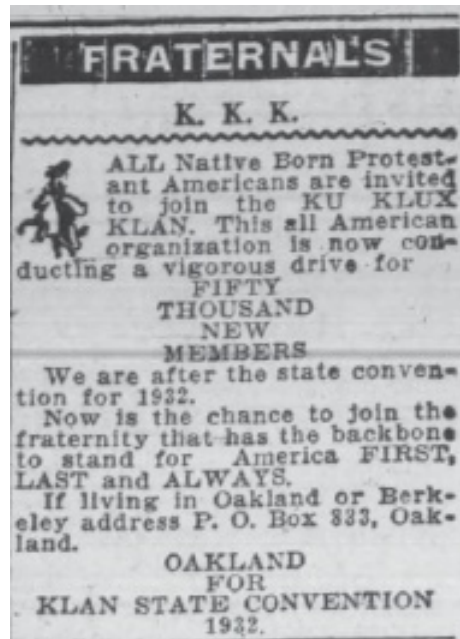 FRATERNALS
K. K. K.
ALL Native Born Protest-
ant Americans are invited
to join the KU KLUX
KLAN. This all American
organization is now con-
ducting a vigorous drive for
FIFTY
THOUSAND
NEW
MEMBERS
We are after the state conven-
tion for 1932.
Now is the chance to join the
fraternity that has the backbone
to stand for America FIRST,
LAST and ALWAYS.
If living in Oakland or Berk-
eley address P. O. Box 833, Oak-
land.
OAKLAND
FOR
KLAN STATE CONVENTION
1932.